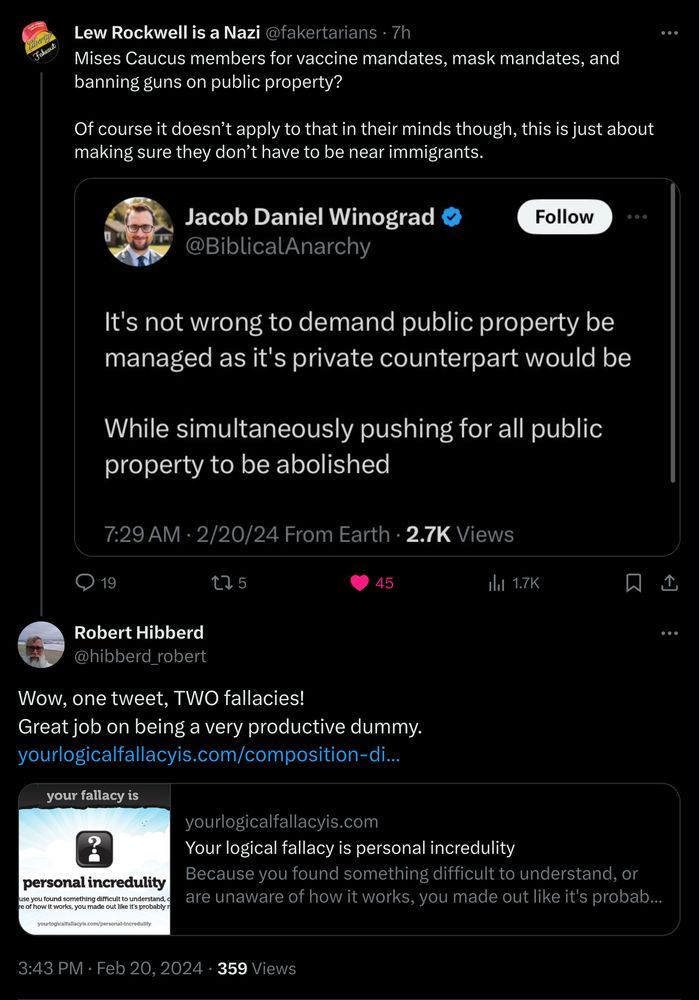 Lew Rockwell is a Nazi @fakertarians · 7h
Mises Caucus members for vaccine mandates, mask mandates, and
banning guns on public property?
Of course it doesn’t apply to that in their minds though, this is just about
making sure they don’t have to be near immigrants.
Jacob Daniel Winograd
Follow
@BiblicalAnarchy
It's not wrong to demand public property be
managed as it's private counterpart would be
While simultaneously pushing for all public
property to be abolished
7:29 AM · 2/20/24 From Earth · 2.7K Views
19 5 45 1.7K
Robert Hibberd
@hibberd_robert
Wow, one tweet, TWO fallacies!
Great job on being a very productive dummy.
yourlogicalfallacyis.com/composition-di...
your fallacy is
?
personal incredulity
use you found something difficult to understand, o
re of how it works, you made out like it's probably n
yourlogicalfallacyis.com/personal-incredulity
yourlogicalfallacyis.com
Your logical fallacy is personal incredulity
Because you found something difficult to understand, or
are unaware of how it works, you made out like it's probab...
3:43 PM · Feb 20, 2024 · 359 Views